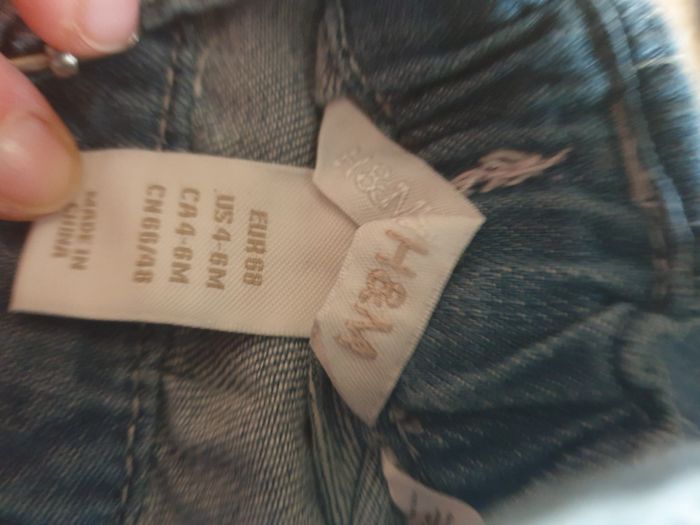 H&M
H&M
EUR 68
US 4-6M
CA 4-6M
CN 66/48
MADE IN
CHINA